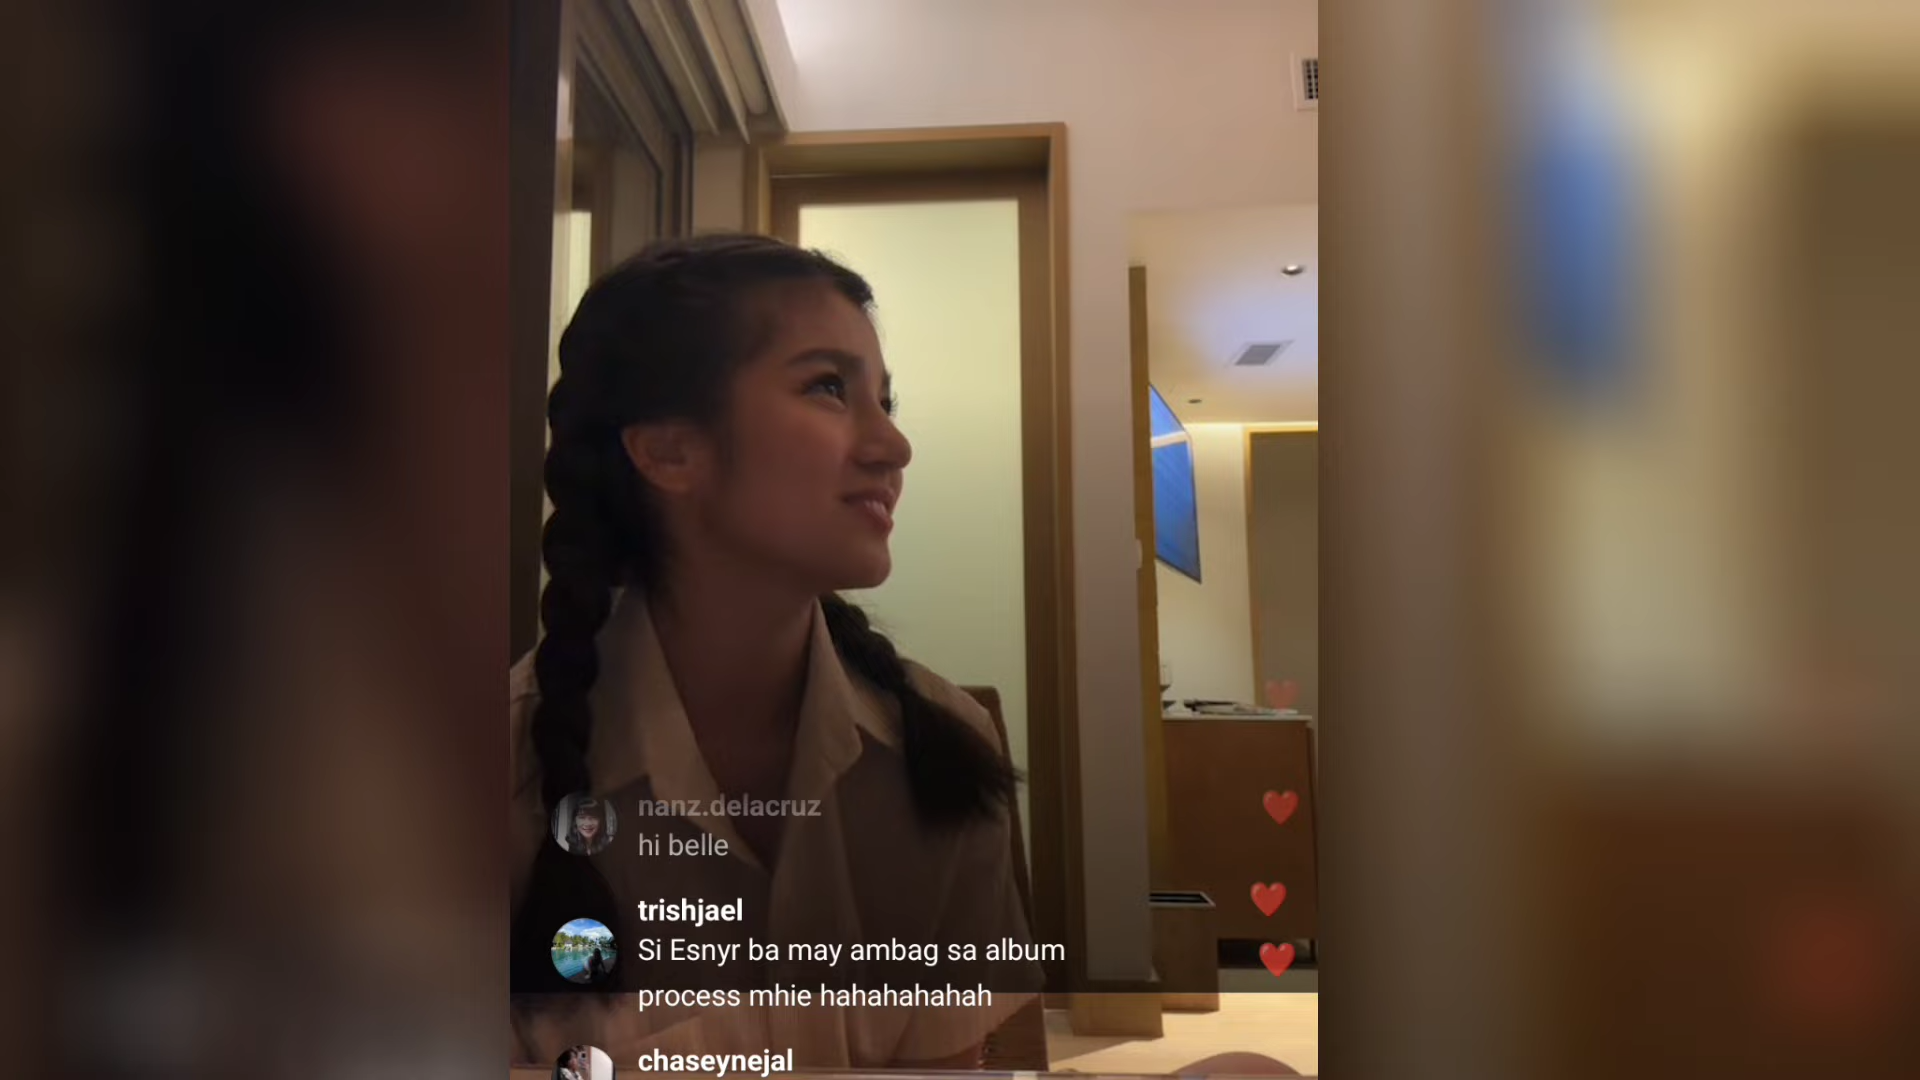 nanz.delacruz
hi belle
trishjael
Si Esnyr ba may ambag sa album
process mhie hahahahahah
chaseynejal